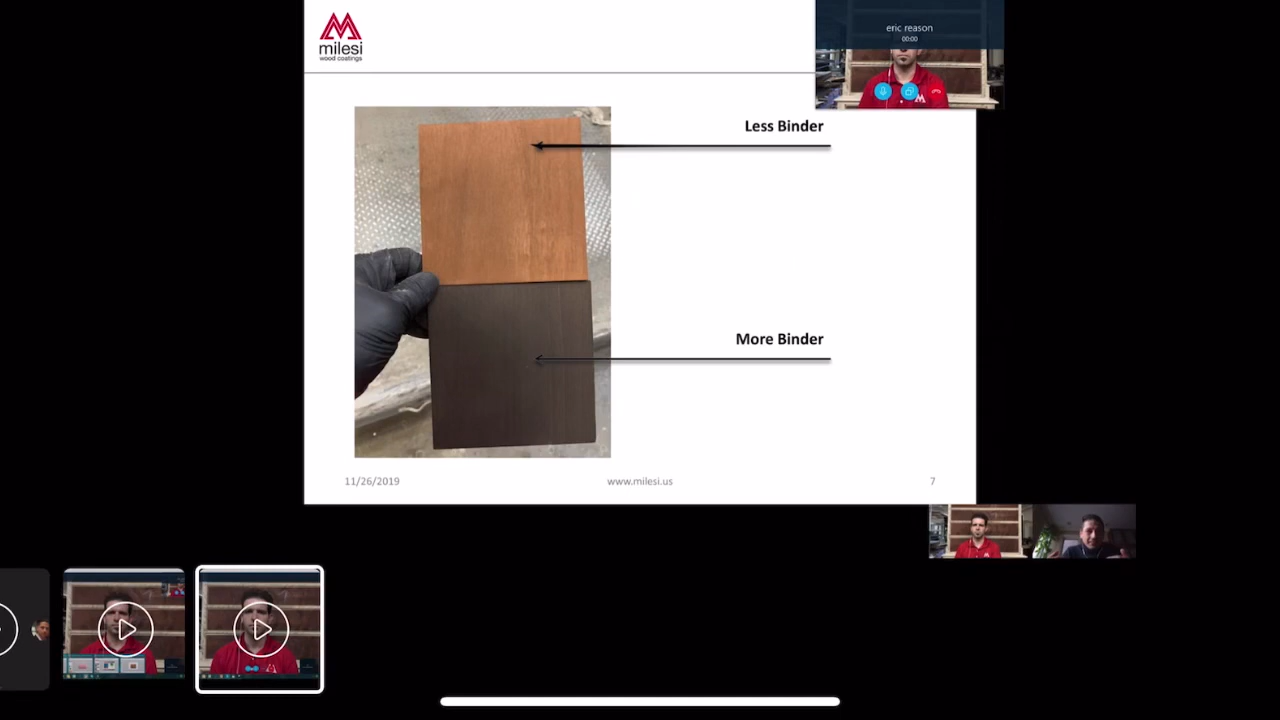 milesi
wood coatings
eric reason
00:00
Less Binder
More Binder
11/26/2019
www.milesi.us
7